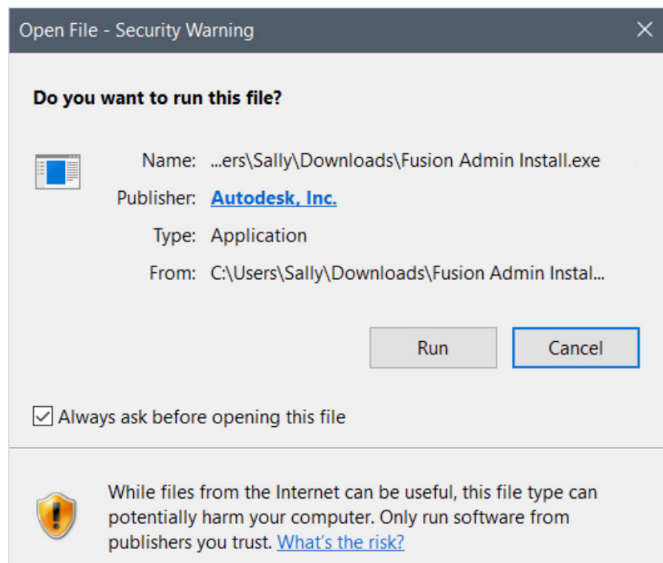 Open File - Security Warning
Do you want to run this file?
Name: ...ers\Sally\Downloads\Fusion Admin Install.exe
Publisher: Autodesk, Inc.
Type: Application
From: C:\Users\Sally\Downloads\Fusion Admin Instal...
Run Cancel
Always ask before opening this file
While files from the Internet can be useful, this file type can
potentially harm your computer. Only run software from
publishers you trust. What's the risk?